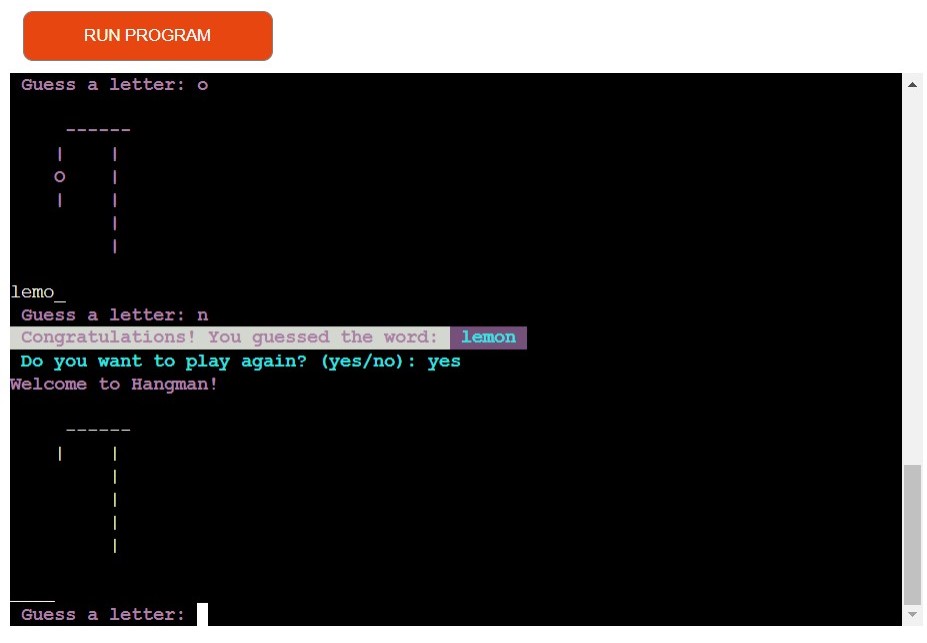 RUN PROGRAM
Guess a letter: o
------
|    |
o    |
|    |
|
|
lemo_
Guess a letter: n
Congratulations! You guessed the word: lemon
Do you want to play again? (yes/no): yes
Welcome to Hangman!
------
|    |
|
|
|
|
____
Guess a letter: